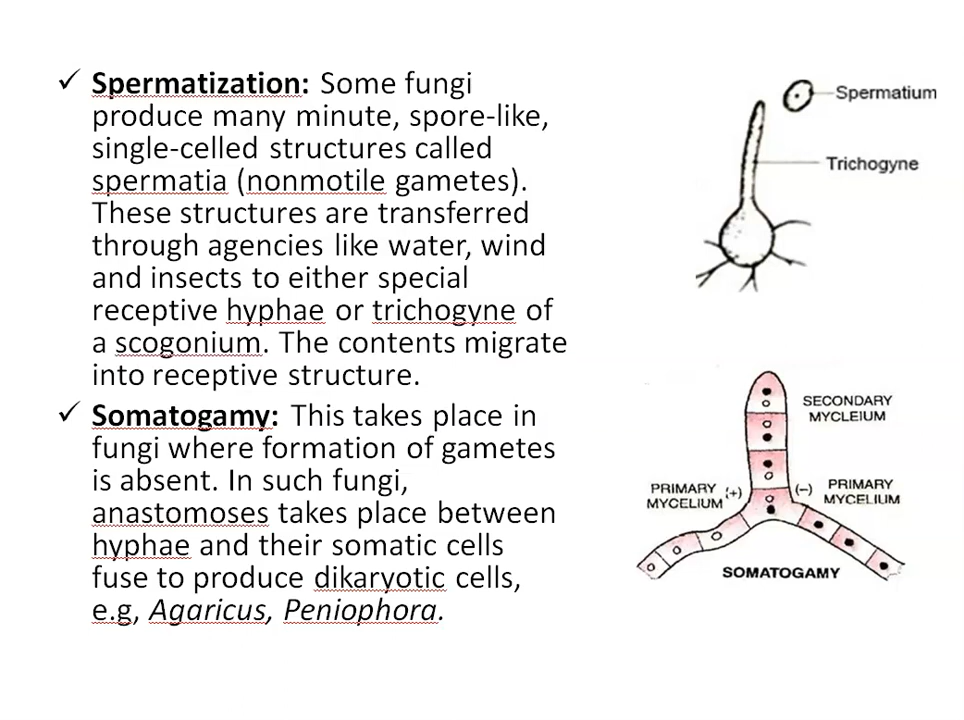 ✓ Spermatization: Some fungi
produce many minute, spore-like,
single-celled structures called
spermatia (nonmotile gametes).
These structures are transferred
through agencies like water, wind
and insects to either special
receptive hyphae or trichogyne of
a scogonium. The contents migrate
into receptive structure.
✓ Somatogamy: This takes place in
fungi where formation of gametes
is absent. In such fungi,
anastomoses takes place between
hyphae and their somatic cells
fuse to produce dikaryotic cells,
e.g, Agaricus, Peniophora.
Spermatium
Trichogyne
SECONDARY
MYCLEIUM
PRIMARY
MYCELIUM
(+)
(−)
PRIMARY
MYCELIUM
SOMATOGAMY